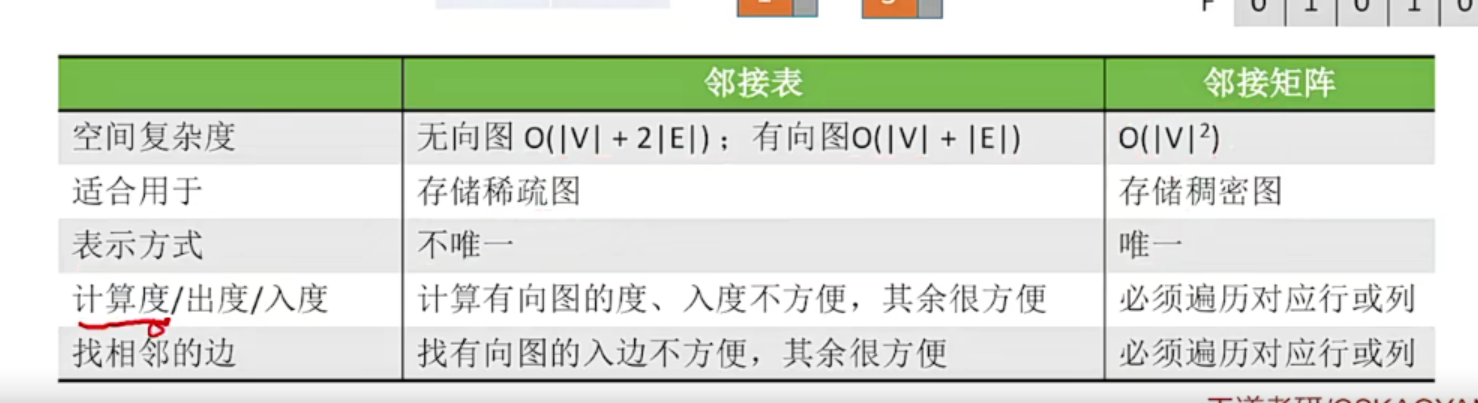 F 0 1 0 1 0
邻接表 邻接矩阵
空间复杂度 无向图 O(|V| + 2|E|)；有向图O(|V| + |E|) O(|V|²)
适合用于 存储稀疏图 存储稠密图
表示方式 不唯一 唯一
计算度/出度/入度 计算有向图的度、入度不方便，其余很方便 必须遍历对应行或列
找相邻的边 找有向图的入边不方便，其余很方便 必须遍历对应行或列